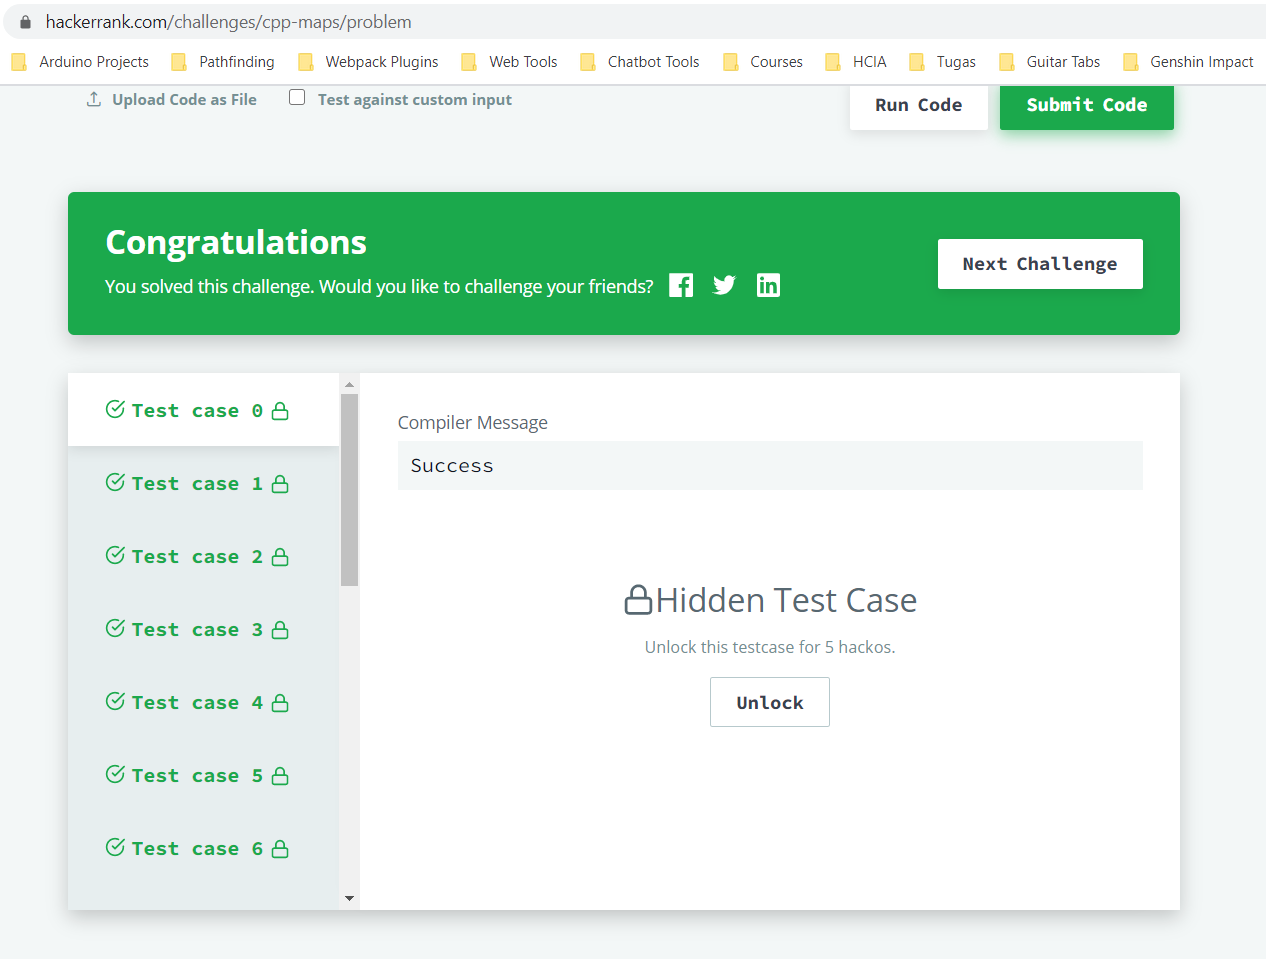 hackerrank.com/challenges/cpp-maps/problem
Arduino Projects Pathfinding Webpack Plugins Web Tools Chatbot Tools Courses HCIA Tugas Guitar Tabs Genshin Impact
Upload Code as File Test against custom input Run Code Submit Code
Congratulations
You solved this challenge. Would you like to challenge your friends?
Next Challenge
Test case 0
Test case 1
Test case 2
Test case 3
Test case 4
Test case 5
Test case 6
Compiler Message
Success
Hidden Test Case
Unlock this testcase for 5 hackos.
Unlock